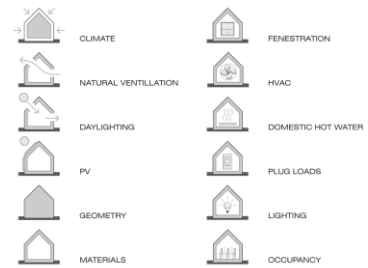 CLIMATE
NATURAL VENTILLATION
DAYLIGHTING
PV
GEOMETRY
MATERIALS
FENESTRATION
HVAC
DOMESTIC HOT WATER
PLUG LOADS
LIGHTING
OCCUPANCY